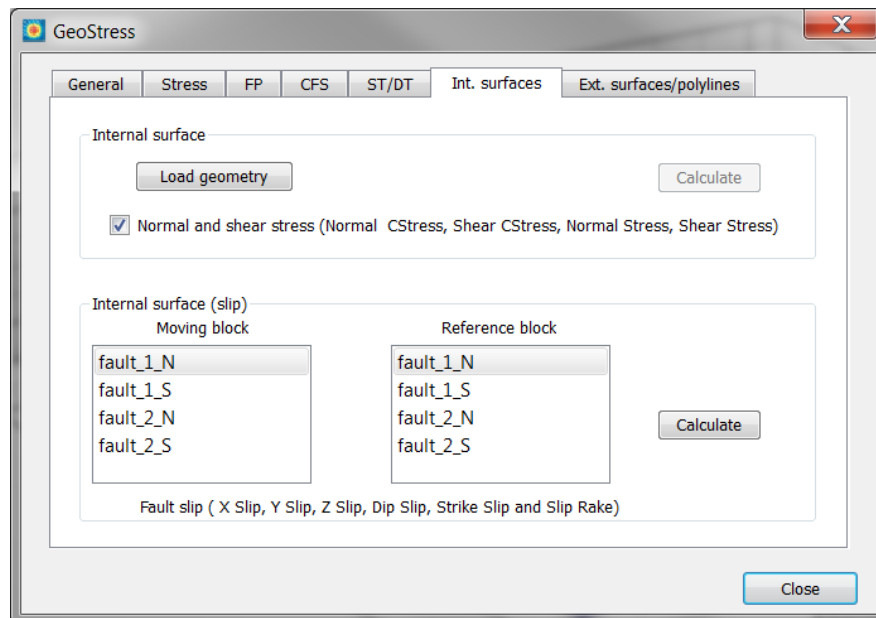 GeoStress
General Stress FP CFS ST/DT Int. surfaces Ext. surfaces/polylines
Internal surface
Load geometry Calculate
Normal and shear stress (Normal CStress, Shear CStress, Normal Stress, Shear Stress)
Internal surface (slip)
Moving block Reference block
fault_1_N fault_1_N
fault_1_S fault_1_S
fault_2_N fault_2_N
fault_2_S fault_2_S
Calculate
Fault slip ( X Slip, Y Slip, Z Slip, Dip Slip, Strike Slip and Slip Rake)
Close